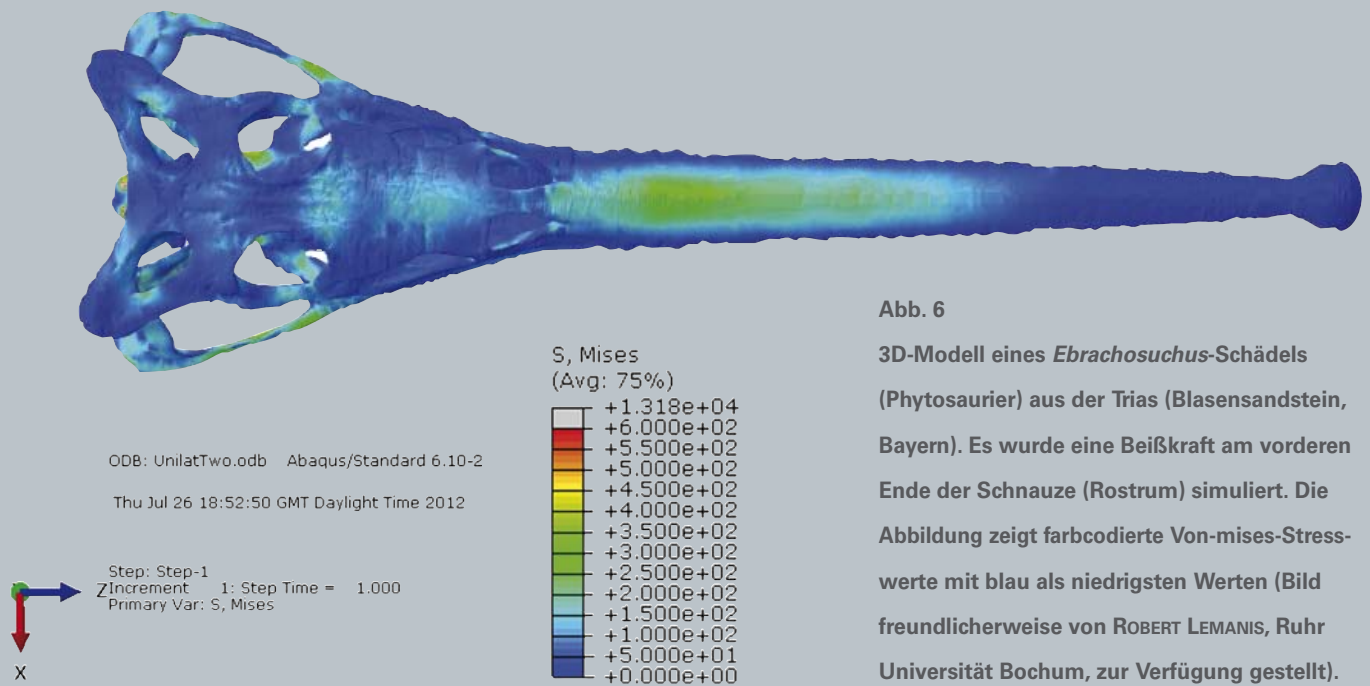 S, Mises
(Avg: 75%)
+1.318e+04
+6.000e+02
+5.500e+02
+5.000e+02
+4.500e+02
+4.000e+02
+3.500e+02
+3.000e+02
+2.500e+02
+2.000e+02
+1.500e+02
+1.000e+02
+5.000e+01
+0.000e+00
ODB: UnilatTwo.odb Abaqus/Standard 6.10-2
Thu Jul 26 18:52:50 GMT Daylight Time 2012
Step: Step-1
Increment 1: Step Time = 1.000
Primary Var: S, Mises
Z
X
Abb. 6
3D-Modell eines Ebrachosuchus-Schädels
(Phytosaurier) aus der Trias (Blasensandstein,
Bayern). Es wurde eine Beißkraft am vorderen
Ende der Schnauze (Rostrum) simuliert. Die
Abbildung zeigt farbcodierte Von-mises-Stress-
werte mit blau als niedrigsten Werten (Bild
freundlicherweise von ROBERT LEMANIS, Ruhr
Universität Bochum, zur Verfügung gestellt).